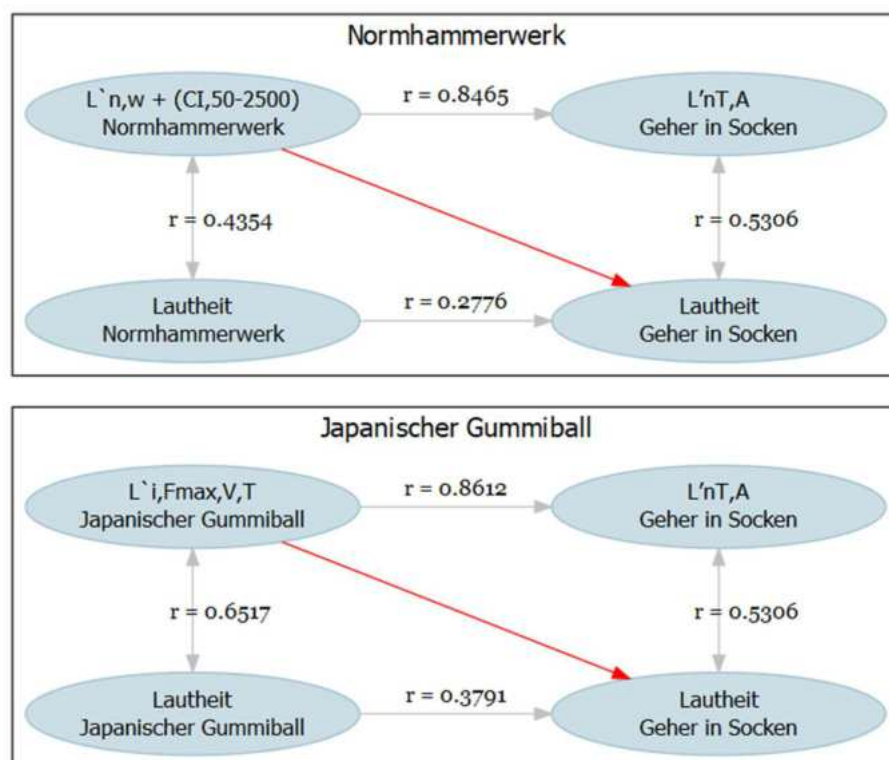 Normhammerwerk
L`n,w + (CI,50-2500)
Normhammerwerk
r = 0.8465
L'nT,A
Geher in Socken
r = 0.4354
r = 0.5306
Lautheit
Normhammerwerk
r = 0.2776
Lautheit
Geher in Socken
Japanischer Gummiball
L`i,Fmax,V,T
Japanischer Gummiball
r = 0.8612
L'nT,A
Geher in Socken
r = 0.6517
r = 0.5306
Lautheit
Japanischer Gummiball
r = 0.3791
Lautheit
Geher in Socken